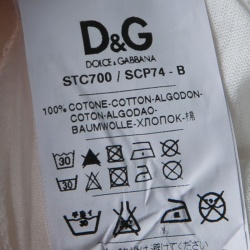 D&G
DOLCE & GABBANA
STC700 / SCP74 - B
100% COTONE-COTTON-ALGODON-
COTON-ALGODAO-
BAUMWOLLE-ХЛОПОК-棉
30
30